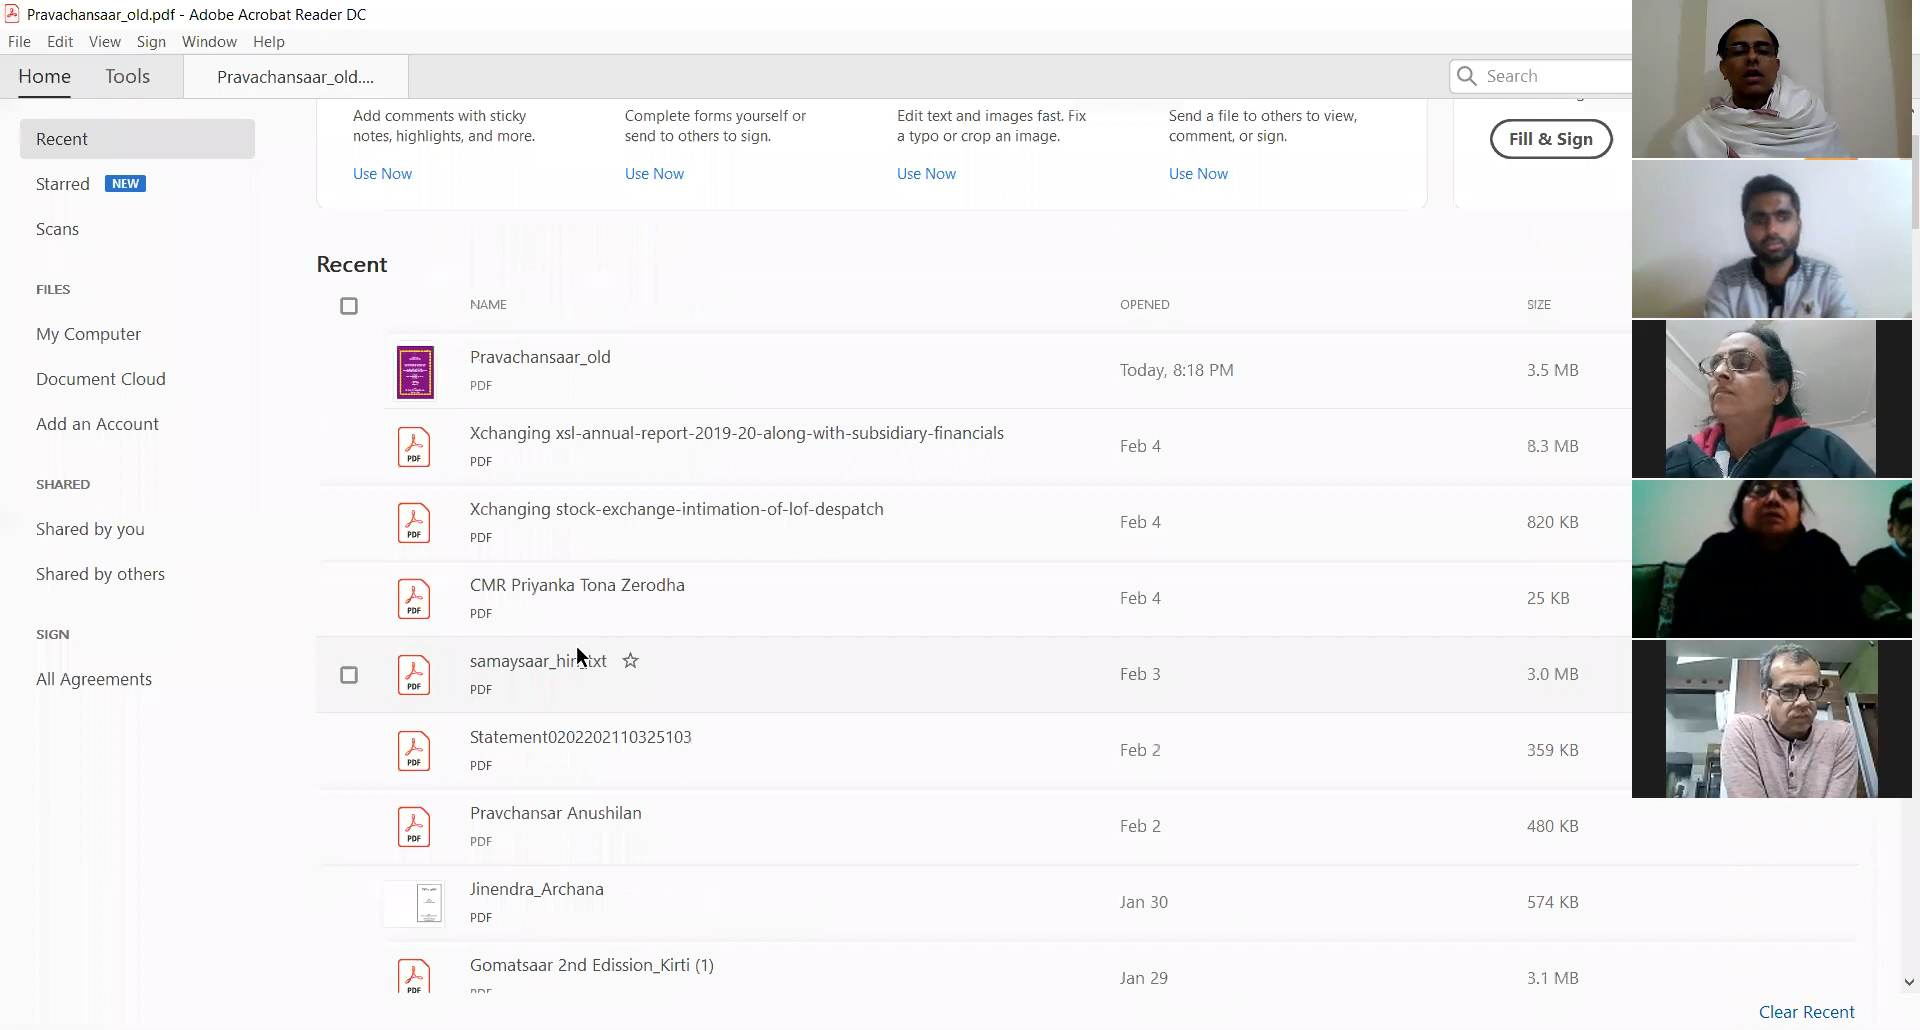 Pravachansaar_old.pdf - Adobe Acrobat Reader DC
File Edit View Sign Window Help
Home Tools Pravachansaar_old.... Search
Add comments with sticky
notes, highlights, and more.
Use Now
Complete forms yourself or
send to others to sign.
Use Now
Edit text and images fast. Fix
a typo or crop an image.
Use Now
Send a file to others to view,
comment, or sign.
Use Now
Fill & Sign
Recent
Starred NEW
Scans
FILES
My Computer
Document Cloud
Add an Account
SHARED
Shared by you
Shared by others
SIGN
All Agreements
Recent
NAME OPENED SIZE
Pravachansaar_old
PDF
Today, 8:18 PM 3.5 MB
Xchanging xsl-annual-report-2019-20-along-with-subsidiary-financials
PDF
Feb 4 8.3 MB
Xchanging stock-exchange-intimation-of-lof-despatch
PDF
Feb 4 820 KB
CMR Priyanka Tona Zerodha
PDF
Feb 4 25 KB
PDF
Feb 3 3.0 MB
Statement0202202110325103
PDF
Feb 2 359 KB
Pravchansar Anushilan
PDF
Feb 2 480 KB
Jinendra_Archana
PDF
Jan 30 574 KB
Gomatsaar 2nd Edission_Kirti (1)
PDF
Jan 29 3.1 MB
Clear Recent